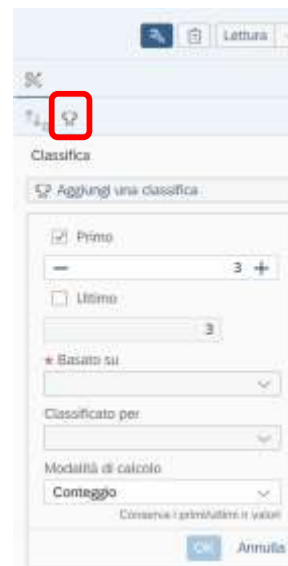 Lettura
Classifica
Aggiungi una classifica
Primo
3
Ultimo
3
* Basato su
Classificato per
Modalità di calcolo
Conteggio
Conserva i primi/ultimi n valori
OK Annulla